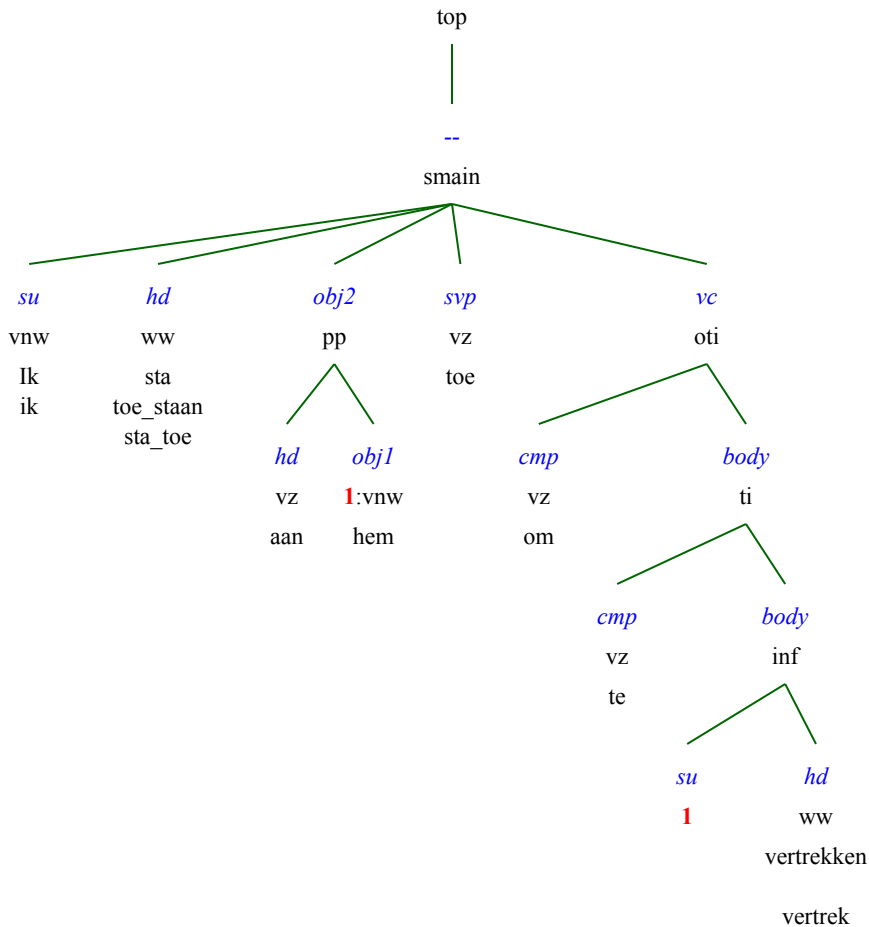 top
--
smain
su hd obj2 svp vc
vnw ww pp vz oti
Ik sta toe
ik toe_staan
sta_toe
hd obj1 cmp body
vz 1:vnw vz ti
aan hem om
cmp body
vz inf
te
su hd
1 ww
vertrekken
vertrek